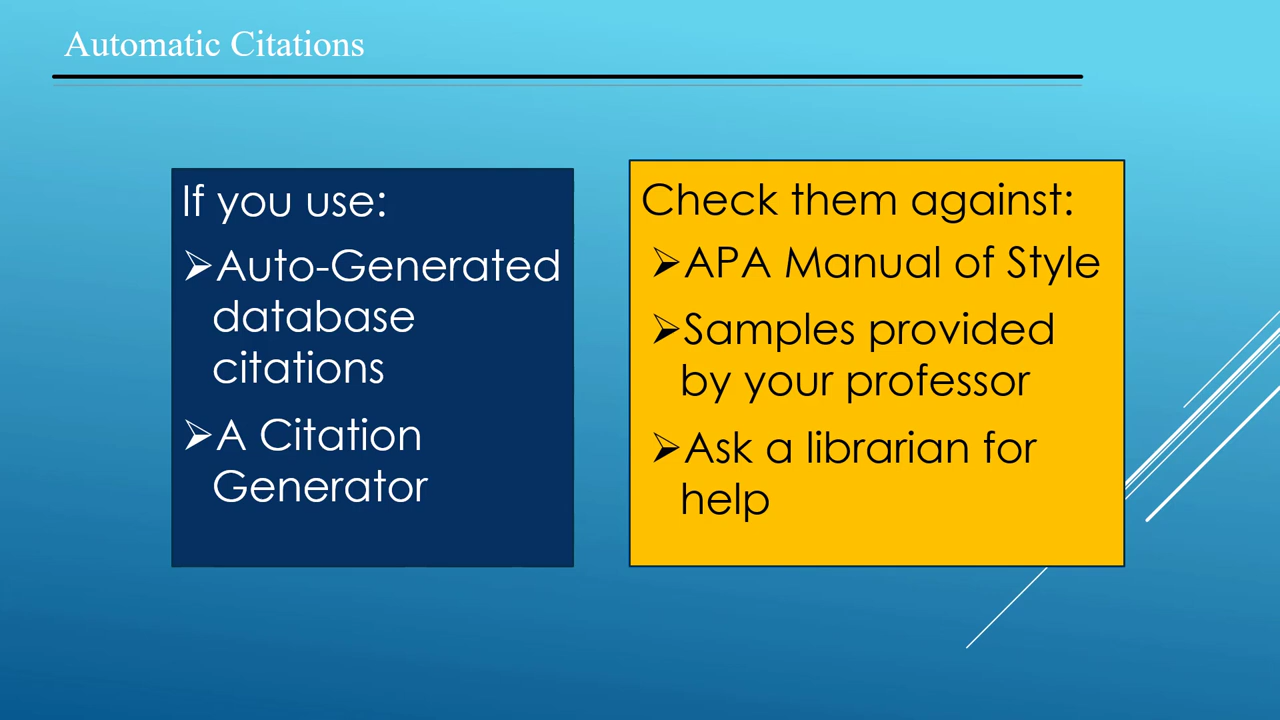 Automatic Citations
If you use:
➢Auto-Generated
database
citations
➢A Citation
Generator
Check them against:
➢APA Manual of Style
➢Samples provided
by your professor
➢Ask a librarian for
help